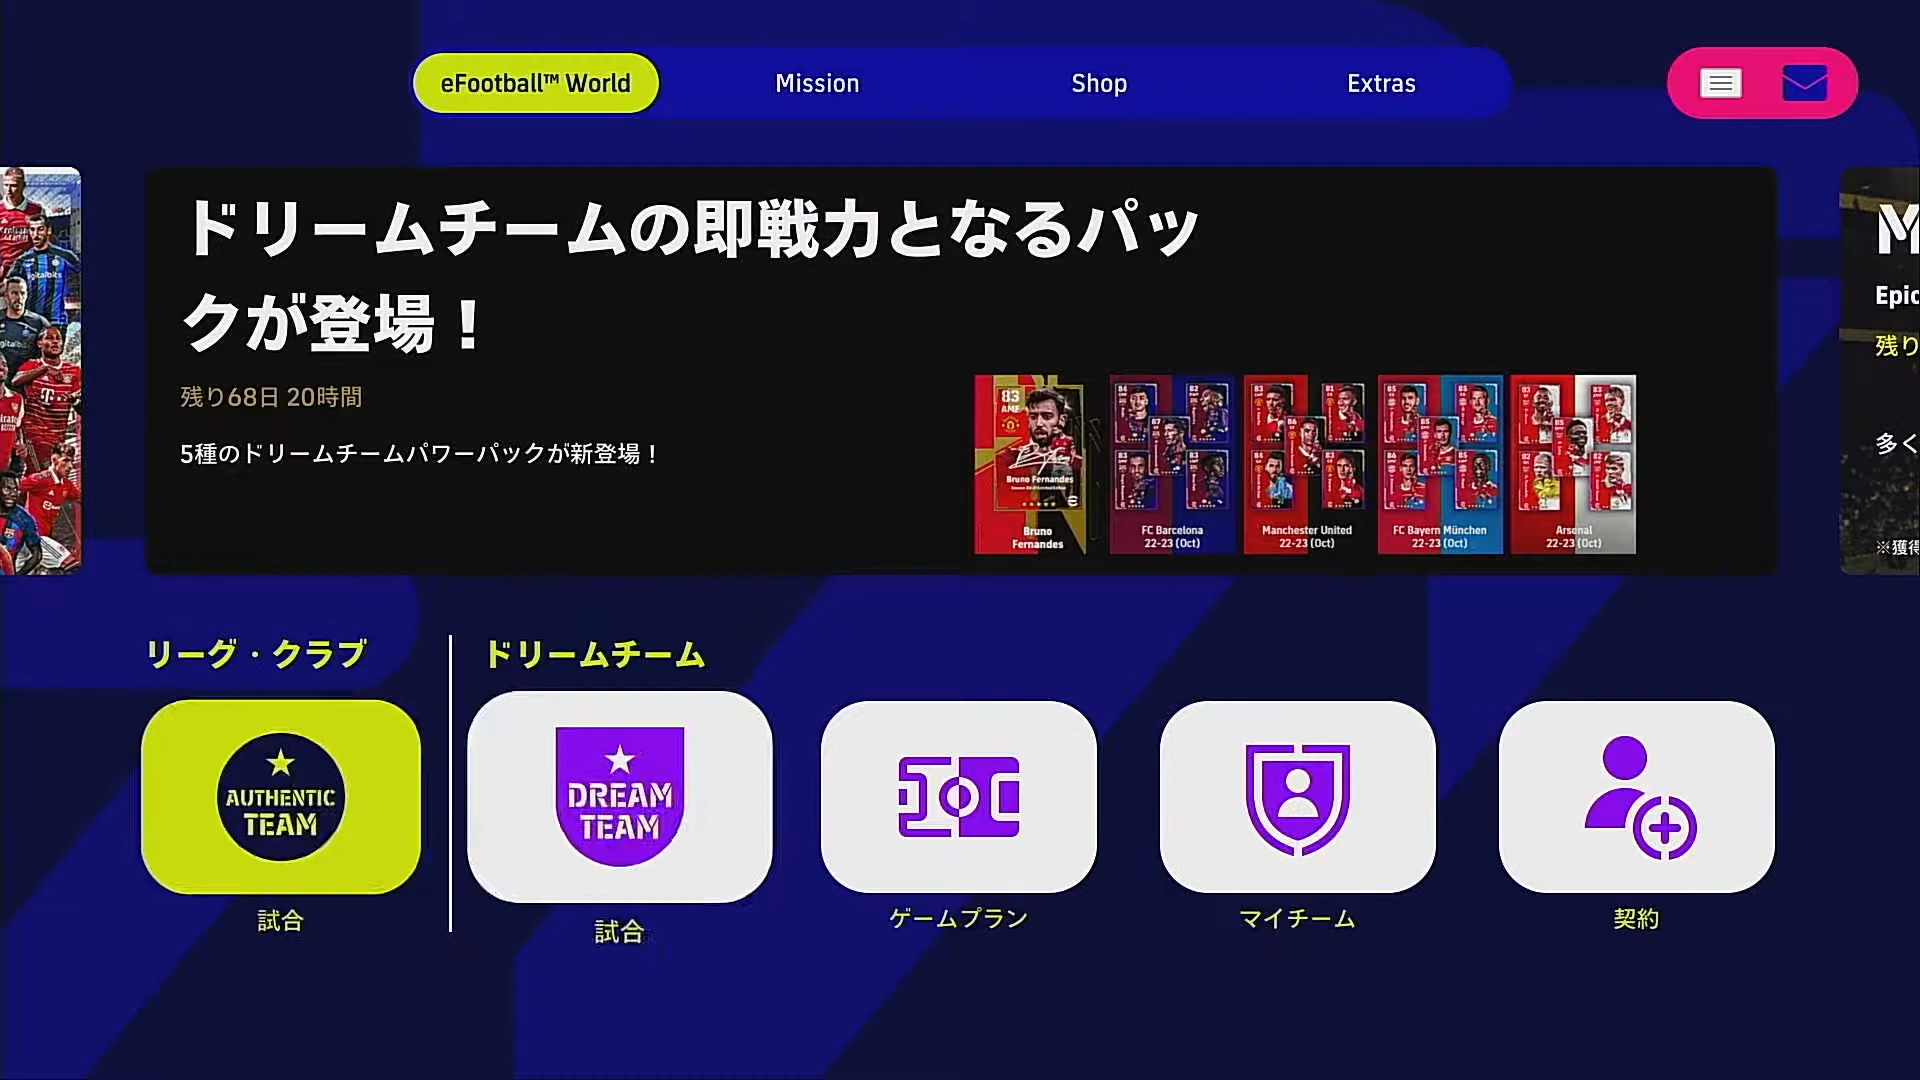 eFootball™ World
Mission
Shop
Extras
ドリームチームの即戦力となるパッ
クが登場！
残り68日 20時間
5種のドリームチームパワーパックが新登場！
83
AMF
Bruno Fernandes
Bruno
Fernandes
FC Barcelona
22-23 (Oct)
Manchester United
22-23 (Oct)
FC Bayern München
22-23 (Oct)
Arsenal
22-23 (Oct)
M
Epic
残り
多く
※獲得
リーグ・クラブ
ドリームチーム
AUTHENTIC
TEAM
DREAM
TEAM
試合
試合
ゲームプラン
マイチーム
契約